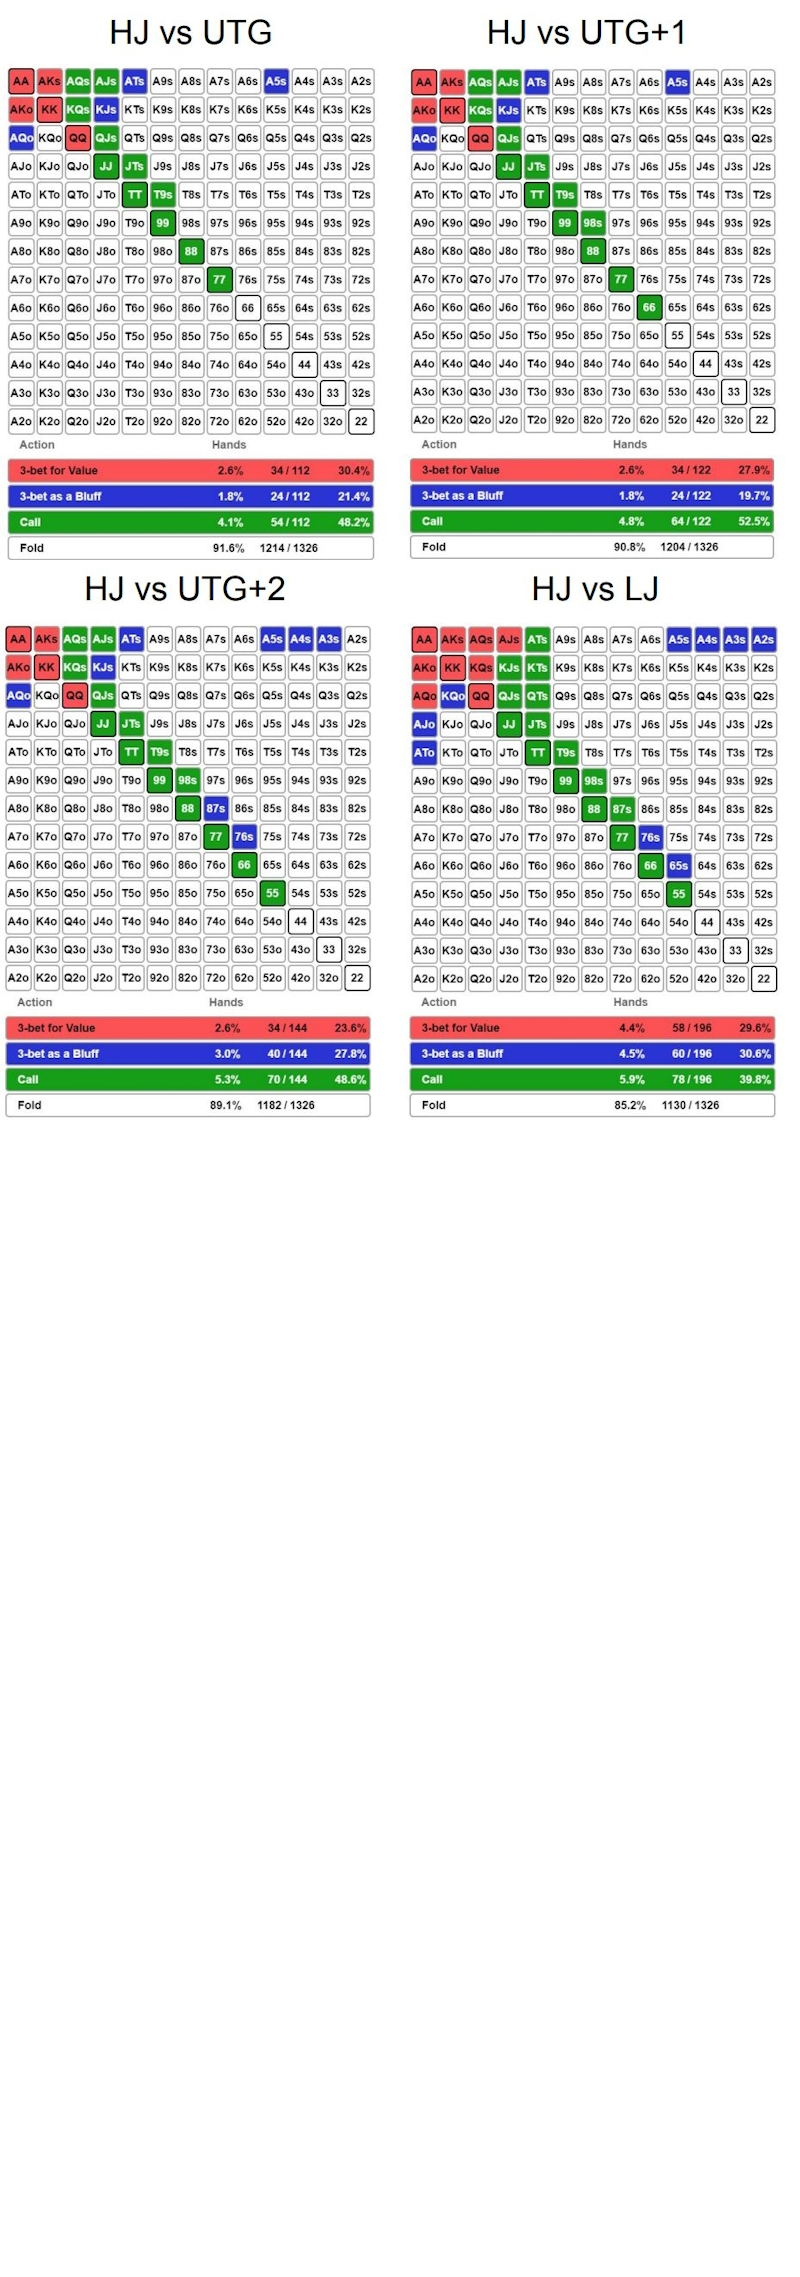 HJ vs UTG
AA AKs AQs AJs ATs A9s A8s A7s A6s A5s A4s A3s A2s
AKo KK KQs KJs KTs K9s K8s K7s K6s K5s K4s K3s K2s
AQo KQo QQ QJs QTs Q9s Q8s Q7s Q6s Q5s Q4s Q3s Q2s
AJo KJo QJo JJ JTs J9s J8s J7s J6s J5s J4s J3s J2s
ATo KTo QTo JTo TT T9s T8s T7s T6s T5s T4s T3s T2s
A9o K9o Q9o J9o T9o 99 98s 97s 96s 95s 94s 93s 92s
A8o K8o Q8o J8o T8o 98o 88 87s 86s 85s 84s 83s 82s
A7o K7o Q7o J7o T7o 97o 87o 77 76s 75s 74s 73s 72s
A6o K6o Q6o J6o T6o 96o 86o 76o 66 65s 64s 63s 62s
A5o K5o Q5o J5o T5o 95o 85o 75o 65o 55 54s 53s 52s
A4o K4o Q4o J4o T4o 94o 84o 74o 64o 54o 44 43s 42s
A3o K3o Q3o J3o T3o 93o 83o 73o 63o 53o 43o 33 32s
A2o K2o Q2o J2o T2o 92o 82o 72o 62o 52o 42o 32o 22
Action Hands
3-bet for Value 2.6% 34 / 112 30.4%
3-bet as a Bluff 1.8% 24 / 112 21.4%
Call 4.1% 54 / 112 48.2%
Fold 91.6% 1214 / 1326
HJ vs UTG+1
AA AKs AQs AJs ATs A9s A8s A7s A6s A5s A4s A3s A2s
AKo KK KQs KJs KTs K9s K8s K7s K6s K5s K4s K3s K2s
AQo KQo QQ QJs QTs Q9s Q8s Q7s Q6s Q5s Q4s Q3s Q2s
AJo KJo QJo JJ JTs J9s J8s J7s J6s J5s J4s J3s J2s
ATo KTo QTo JTo TT T9s T8s T7s T6s T5s T4s T3s T2s
A9o K9o Q9o J9o T9o 99 98s 97s 96s 95s 94s 93s 92s
A8o K8o Q8o J8o T8o 98o 88 87s 86s 85s 84s 83s 82s
A7o K7o Q7o J7o T7o 97o 87o 77 76s 75s 74s 73s 72s
A6o K6o Q6o J6o T6o 96o 86o 76o 66 65s 64s 63s 62s
A5o K5o Q5o J5o T5o 95o 85o 75o 65o 55 54s 53s 52s
A4o K4o Q4o J4o T4o 94o 84o 74o 64o 54o 44 43s 42s
A3o K3o Q3o J3o T3o 93o 83o 73o 63o 53o 43o 33 32s
A2o K2o Q2o J2o T2o 92o 82o 72o 62o 52o 42o 32o 22
Action Hands
3-bet for Value 2.6% 34 / 122 27.9%
3-bet as a Bluff 1.8% 24 / 122 19.7%
Call 4.8% 64 / 122 52.5%
Fold 90.8% 1204 / 1326
HJ vs UTG+2
AA AKs AQs AJs ATs A9s A8s A7s A6s A5s A4s A3s A2s
AKo KK KQs KJs KTs K9s K8s K7s K6s K5s K4s K3s K2s
AQo KQo QQ QJs QTs Q9s Q8s Q7s Q6s Q5s Q4s Q3s Q2s
AJo KJo QJo JJ JTs J9s J8s J7s J6s J5s J4s J3s J2s
ATo KTo QTo JTo TT T9s T8s T7s T6s T5s T4s T3s T2s
A9o K9o Q9o J9o T9o 99 98s 97s 96s 95s 94s 93s 92s
A8o K8o Q8o J8o T8o 98o 88 87s 86s 85s 84s 83s 82s
A7o K7o Q7o J7o T7o 97o 87o 77 76s 75s 74s 73s 72s
A6o K6o Q6o J6o T6o 96o 86o 76o 66 65s 64s 63s 62s
A5o K5o Q5o J5o T5o 95o 85o 75o 65o 55 54s 53s 52s
A4o K4o Q4o J4o T4o 94o 84o 74o 64o 54o 44 43s 42s
A3o K3o Q3o J3o T3o 93o 83o 73o 63o 53o 43o 33 32s
A2o K2o Q2o J2o T2o 92o 82o 72o 62o 52o 42o 32o 22
Action Hands
3-bet for Value 2.6% 34 / 144 23.6%
3-bet as a Bluff 3.0% 40 / 144 27.8%
Call 5.3% 70 / 144 48.6%
Fold 89.1% 1182 / 1326
HJ vs LJ
AA AKs AQs AJs ATs A9s A8s A7s A6s A5s A4s A3s A2s
AKo KK KQs KJs KTs K9s K8s K7s K6s K5s K4s K3s K2s
AQo KQo QQ QJs QTs Q9s Q8s Q7s Q6s Q5s Q4s Q3s Q2s
AJo KJo QJo JJ JTs J9s J8s J7s J6s J5s J4s J3s J2s
ATo KTo QTo JTo TT T9s T8s T7s T6s T5s T4s T3s T2s
A9o K9o Q9o J9o T9o 99 98s 97s 96s 95s 94s 93s 92s
A8o K8o Q8o J8o T8o 98o 88 87s 86s 85s 84s 83s 82s
A7o K7o Q7o J7o T7o 97o 87o 77 76s 75s 74s 73s 72s
A6o K6o Q6o J6o T6o 96o 86o 76o 66 65s 64s 63s 62s
A5o K5o Q5o J5o T5o 95o 85o 75o 65o 55 54s 53s 52s
A4o K4o Q4o J4o T4o 94o 84o 74o 64o 54o 44 43s 42s
A3o K3o Q3o J3o T3o 93o 83o 73o 63o 53o 43o 33 32s
A2o K2o Q2o J2o T2o 92o 82o 72o 62o 52o 42o 32o 22
Action Hands
3-bet for Value 4.4% 58 / 196 29.6%
3-bet as a Bluff 4.5% 60 / 196 30.6%
Call 5.9% 78 / 196 39.8%
Fold 85.2% 1130 / 1326